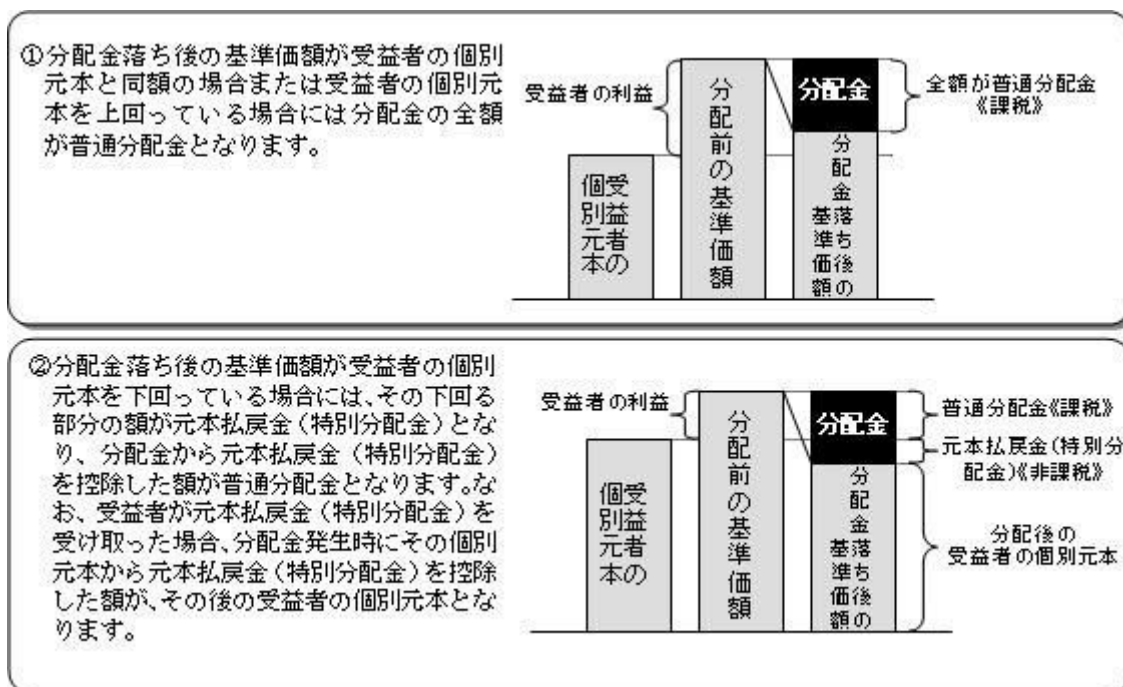 ①分配金落ち後の基準価額が受益者の個別
元本と同額の場合または受益者の個別元
本を上回っている場合には分配金の全額
が普通分配金となります。
受益者の利益
受益者の
個別元本
分配前の基準価額
分配金
分配金落ち後の
基準価額
全額が普通分配金
《課税》
②分配金落ち後の基準価額が受益者の個別
元本を下回っている場合には、その下回る
部分の額が元本払戻金(特別分配金)とな
り、分配金から元本払戻金(特別分配金)
を控除した額が普通分配金となります。な
お、受益者が元本払戻金(特別分配金)を
受け取った場合、分配金発生時にその個別
元本から元本払戻金(特別分配金)を控除
した額が、その後の受益者の個別元本とな
ります。
受益者の利益
受益者の
個別元本
分配前の基準価額
分配金
分配金落ち後の
基準価額
普通分配金《課税》
元本払戻金(特別分
配金)《非課税》
分配後の
受益者の個別元本